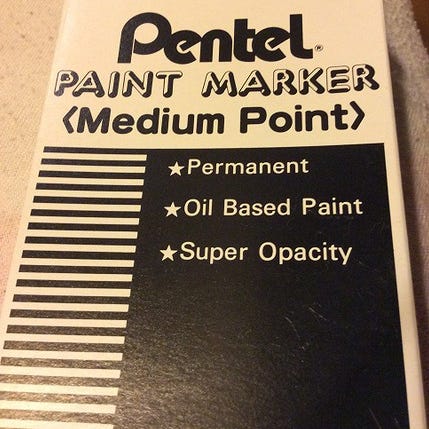 Pentel®
PAINT MARKER
<Medium Point>
★Permanent
★Oil Based Paint
★Super Opacity